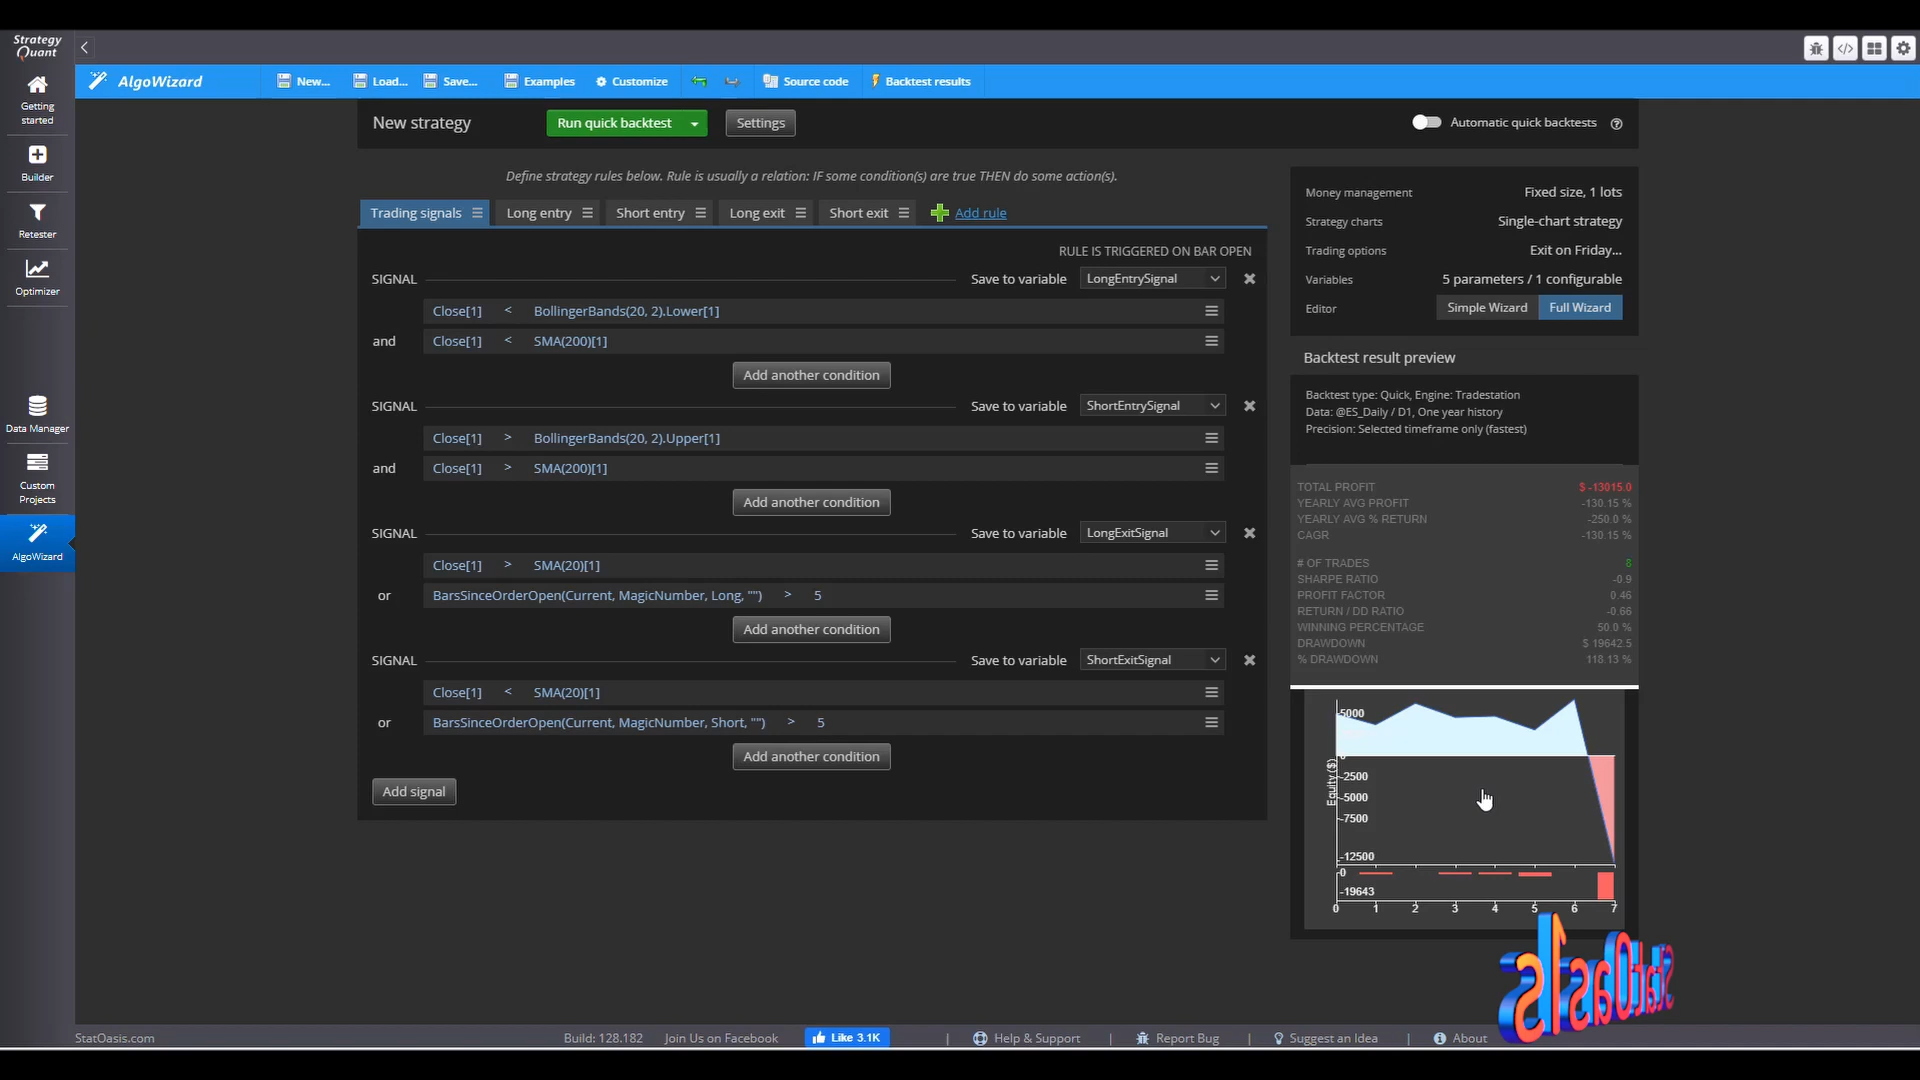 Strategy
Quant
AlgoWizard
New...
Load...
Save...
Examples
Customize
Source code
Backtest results
Getting
started
Builder
Retester
Optimizer
Data Manager
Custom
Projects
AlgoWizard
New strategy
Run quick backtest
Settings
Automatic quick backtests
Define strategy rules below. Rule is usually a relation: IF some condition(s) are true THEN do some action(s).
Trading signals
Long entry
Short entry
Long exit
Short exit
Add rule
RULE IS TRIGGERED ON BAR OPEN
SIGNAL Save to variable LongEntrySignal
Close[1] < BollingerBands(20, 2).Lower[1]
and Close[1] < SMA(200)[1]
Add another condition
SIGNAL Save to variable ShortEntrySignal
Close[1] > BollingerBands(20, 2).Upper[1]
and Close[1] > SMA(200)[1]
Add another condition
SIGNAL Save to variable LongExitSignal
Close[1] > SMA(20)[1]
or BarsSinceOrderOpen(Current, MagicNumber, Long, "") > 5
Add another condition
SIGNAL Save to variable ShortExitSignal
Close[1] < SMA(20)[1]
or BarsSinceOrderOpen(Current, MagicNumber, Short, "") > 5
Add another condition
Add signal
Money management Fixed size, 1 lots
Strategy charts Single-chart strategy
Trading options Exit on Friday...
Variables 5 parameters / 1 configurable
Editor Simple Wizard Full Wizard
Backtest result preview
Backtest type: Quick, Engine: Tradestation
Data: @ES_Daily / D1, One year history
Precision: Selected timeframe only (fastest)
TOTAL PROFIT $ -13015.0
YEARLY AVG PROFIT -130.15 %
YEARLY AVG % RETURN -250.0 %
CAGR -130.15 %
# OF TRADES 8
SHARPE RATIO -0.9
PROFIT FACTOR 0.46
RETURN / DD RATIO -0.66
WINNING PERCENTAGE 50.0 %
DRAWDOWN $ 19642.5
% DRAWDOWN 118.13 %
Equity ($)
5000
0
-2500
-5000
-7500
-12500
0
-19643
0 1 2 3 4 5 6 7
StatOasis
StatOasis.com
Build: 128.182
Join Us on Facebook
Like 3.1K
Help & Support
Report Bug
Suggest an Idea
About